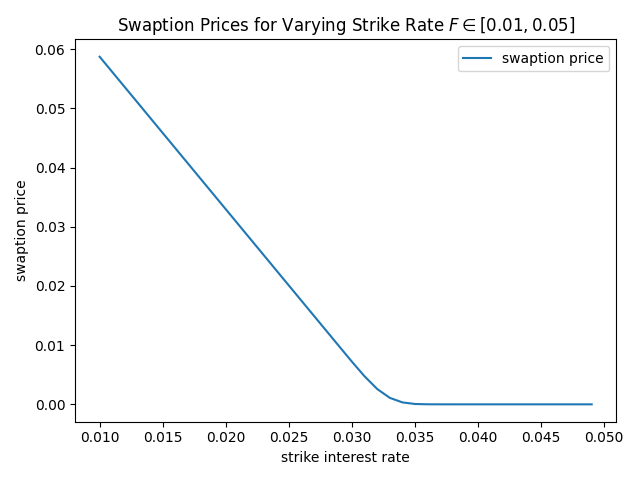 Swaption Prices for Varying Strike Rate F ∈ [0.01, 0.05]
swaption price
0.06
0.05
0.04
0.03
0.02
0.01
0.00
swaption price
0.010 0.015 0.020 0.025 0.030 0.035 0.040 0.045 0.050
strike interest rate